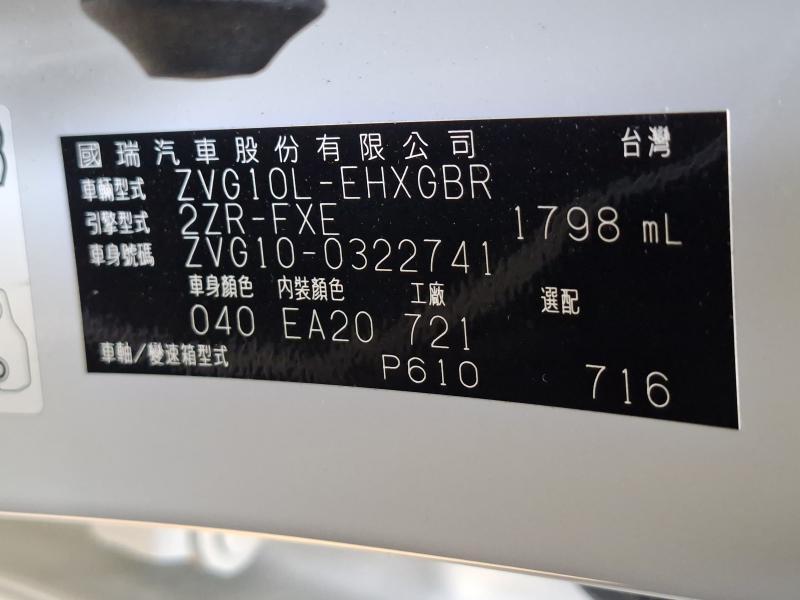 國瑞汽車股份有限公司 台灣
車輛型式 ZVG10L-EHXGBR
引擎型式 2ZR-FXE 1798 mL
車身號碼 ZVG10-0322741
車身顏色 內裝顏色 工廠 選配
040 EA20 721
車軸/變速箱型式 P610 716